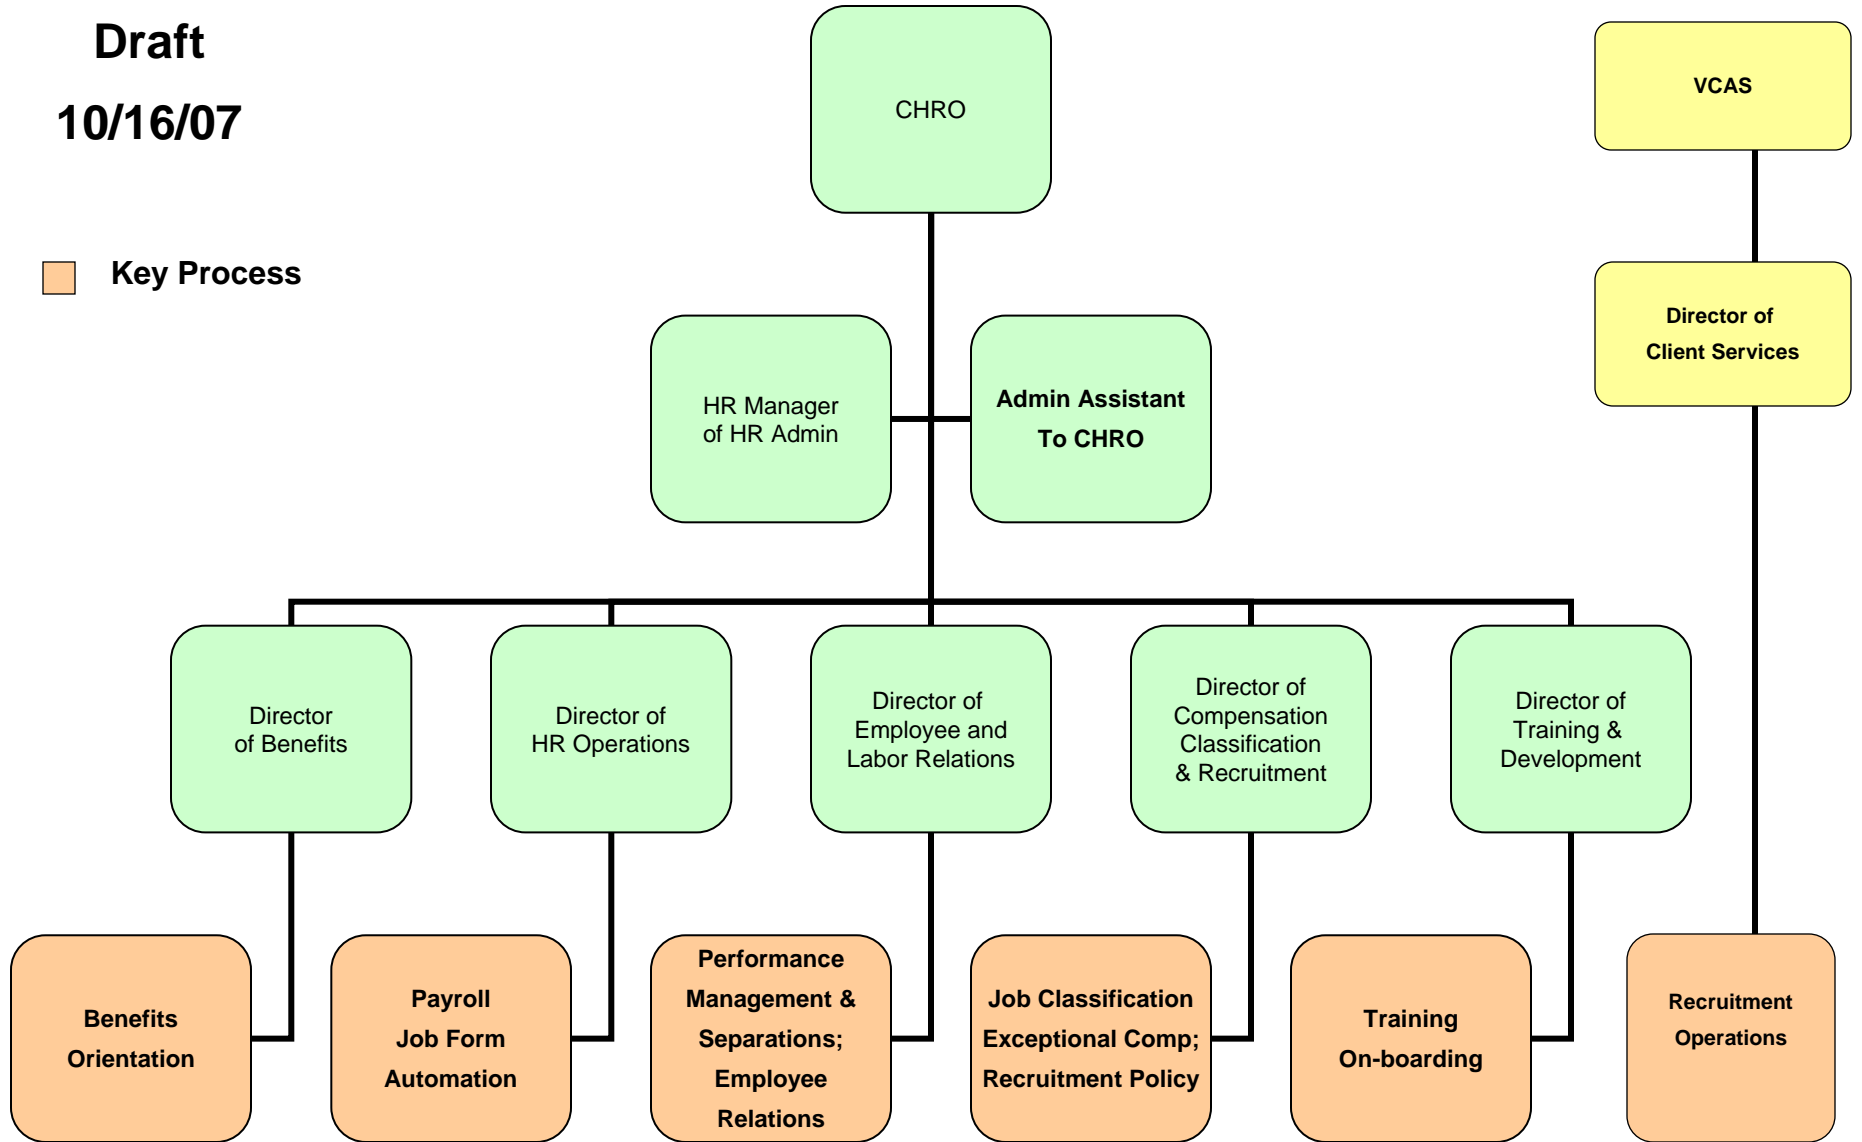 Draft
10/16/07
Key Process
CHRO
VCAS
Director of
Client Services
HR Manager
of HR Admin
Admin Assistant
To CHRO
Director
of Benefits
Director of
HR Operations
Director of
Employee and
Labor Relations
Director of
Compensation
Classification
& Recruitment
Director of
Training &
Development
Benefits
Orientation
Payroll
Job Form
Automation
Performance
Management &
Separations;
Employee
Relations
Job Classification
Exceptional Comp;
Recruitment Policy
Training
On-boarding
Recruitment
Operations